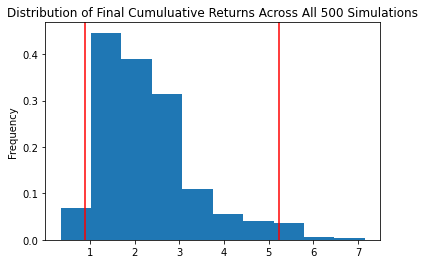 Distribution of Final Cumuluative Returns Across All 500 Simulations
Frequency
0.4
0.3
0.2
0.1
0.0
1 2 3 4 5 6 7